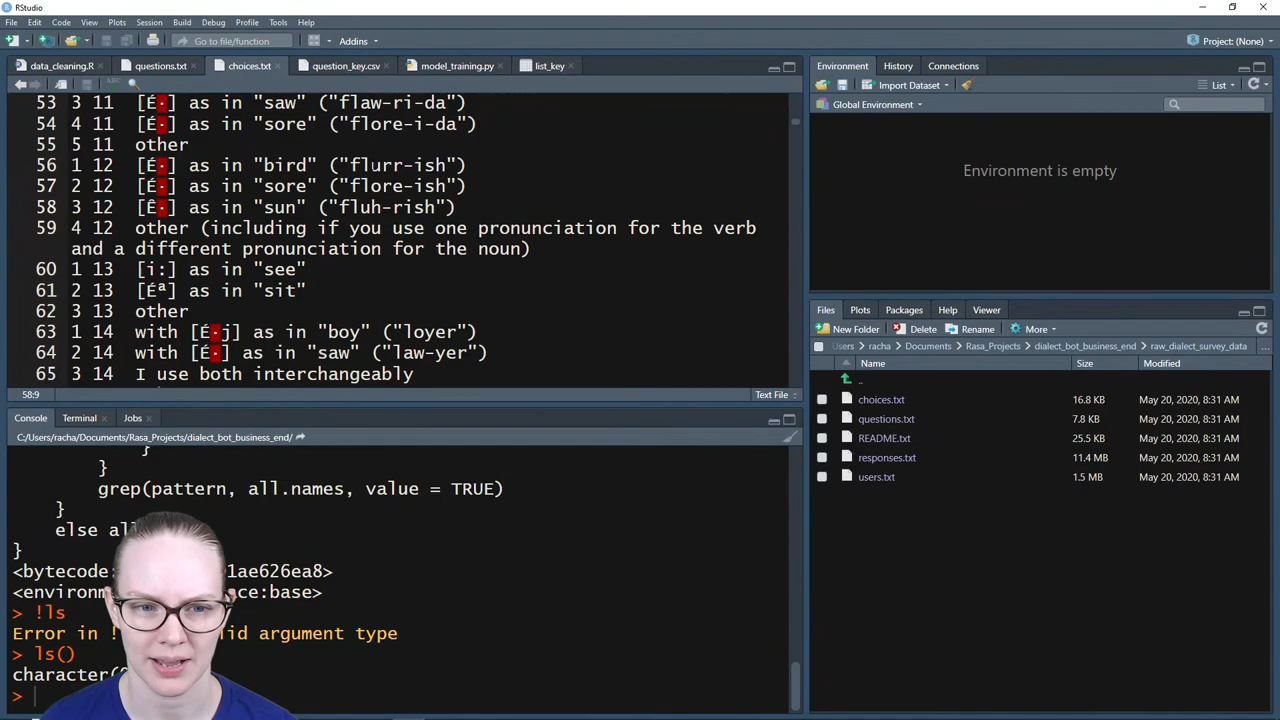 RStudio
File Edit Code View Plots Session Build Debug Profile Tools Help
Go to file/function Addins Project: (None)
data_cleaning.R questions.txt choices.txt question_key.csv model_training.py list_key
53 3 11 [É·] as in "saw" ("flaw-ri-da")
54 4 11 [É·] as in "sore" ("flore-i-da")
55 5 11 other
56 1 12 [É·] as in "bird" ("flurr-ish")
57 2 12 [É·] as in "sore" ("flore-ish")
58 3 12 [Ê·] as in "sun" ("fluh-rish")
59 4 12 other (including if you use one pronunciation for the verb
and a different pronunciation for the noun)
60 1 13 [i:] as in "see"
61 2 13 [Éª] as in "sit"
62 3 13 other
63 1 14 with [É·j] as in "boy" ("loyer")
64 2 14 with [É·] as in "saw" ("law-yer")
65 3 14 I use both interchangeably
58:9 Text File
Console Terminal Jobs
C:/Users/racha/Documents/Rasa_Projects/dialect_bot_business_end/
}
}
grep(pattern, all.names, value = TRUE)
}
else
}
<bytecode: 1ae626ea8>
<environ ce:base>
> !ls
Error in ! argument type
> ls()
character(
>
Environment History Connections
Import Dataset List
Global Environment
Environment is empty
Files Plots Packages Help Viewer
New Folder Delete Rename More
Users racha Documents Rasa_Projects dialect_bot_business_end raw_dialect_survey_data ...
Name Size Modified
..
choices.txt 16.8 KB May 20, 2020, 8:31 AM
questions.txt 7.8 KB May 20, 2020, 8:31 AM
README.txt 25.5 KB May 20, 2020, 8:31 AM
responses.txt 11.4 MB May 20, 2020, 8:31 AM
users.txt 1.5 MB May 20, 2020, 8:31 AM